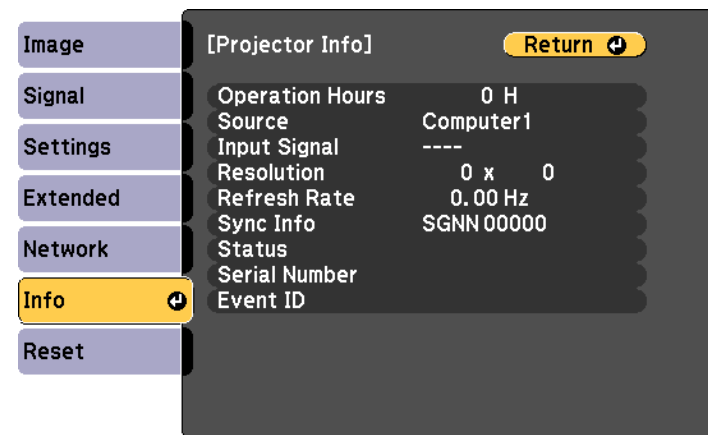 Image
Signal
Settings
Extended
Network
Info
Reset
[Projector Info]
Return
Operation Hours 0 H
Source Computer1
Input Signal ----
Resolution 0 x 0
Refresh Rate 0.00 Hz
Sync Info SGNN 00000
Status
Serial Number
Event ID